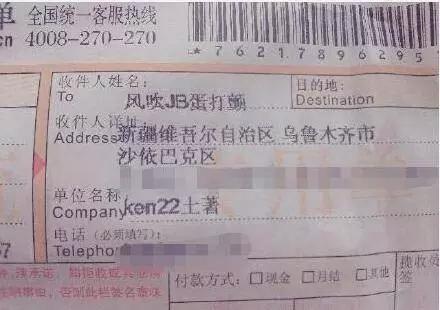 单 全国统一客服热线
cn 4008-270-270
*762178962950*
收件人姓名:
To 风吹JB蛋打颤
目的地:
Destination
收件人详址:
Address 新疆维吾尔自治区 乌鲁木齐市
沙依巴克区
单位名称
Company ken22土著
电话(必须填写):
Telephone
付款方式: □现金 □月结 □其他